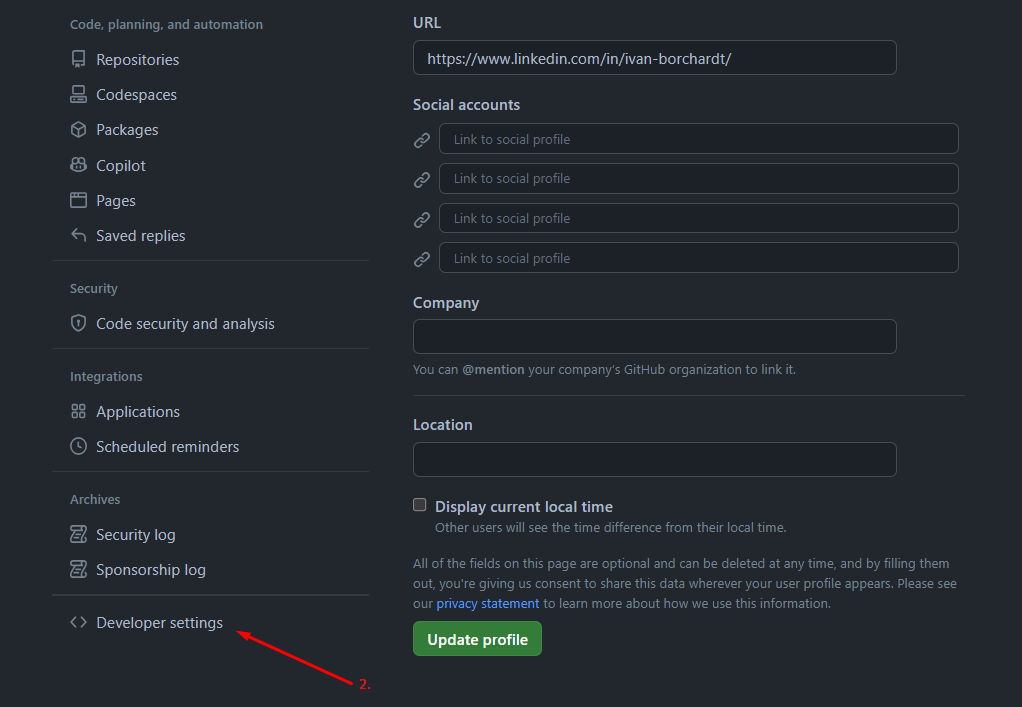 Code, planning, and automation
Repositories
Codespaces
Packages
Copilot
Pages
Saved replies
Security
Code security and analysis
Integrations
Applications
Scheduled reminders
Archives
Security log
Sponsorship log
Developer settings
2.
URL
https://www.linkedin.com/in/ivan-borchardt/
Social accounts
Link to social profile
Link to social profile
Link to social profile
Link to social profile
Company
You can @mention your company's GitHub organization to link it.
Location
Display current local time
Other users will see the time difference from their local time.
All of the fields on this page are optional and can be deleted at any time, and by filling them
out, you're giving us consent to share this data wherever your user profile appears. Please see
our privacy statement to learn more about how we use this information.
Update profile